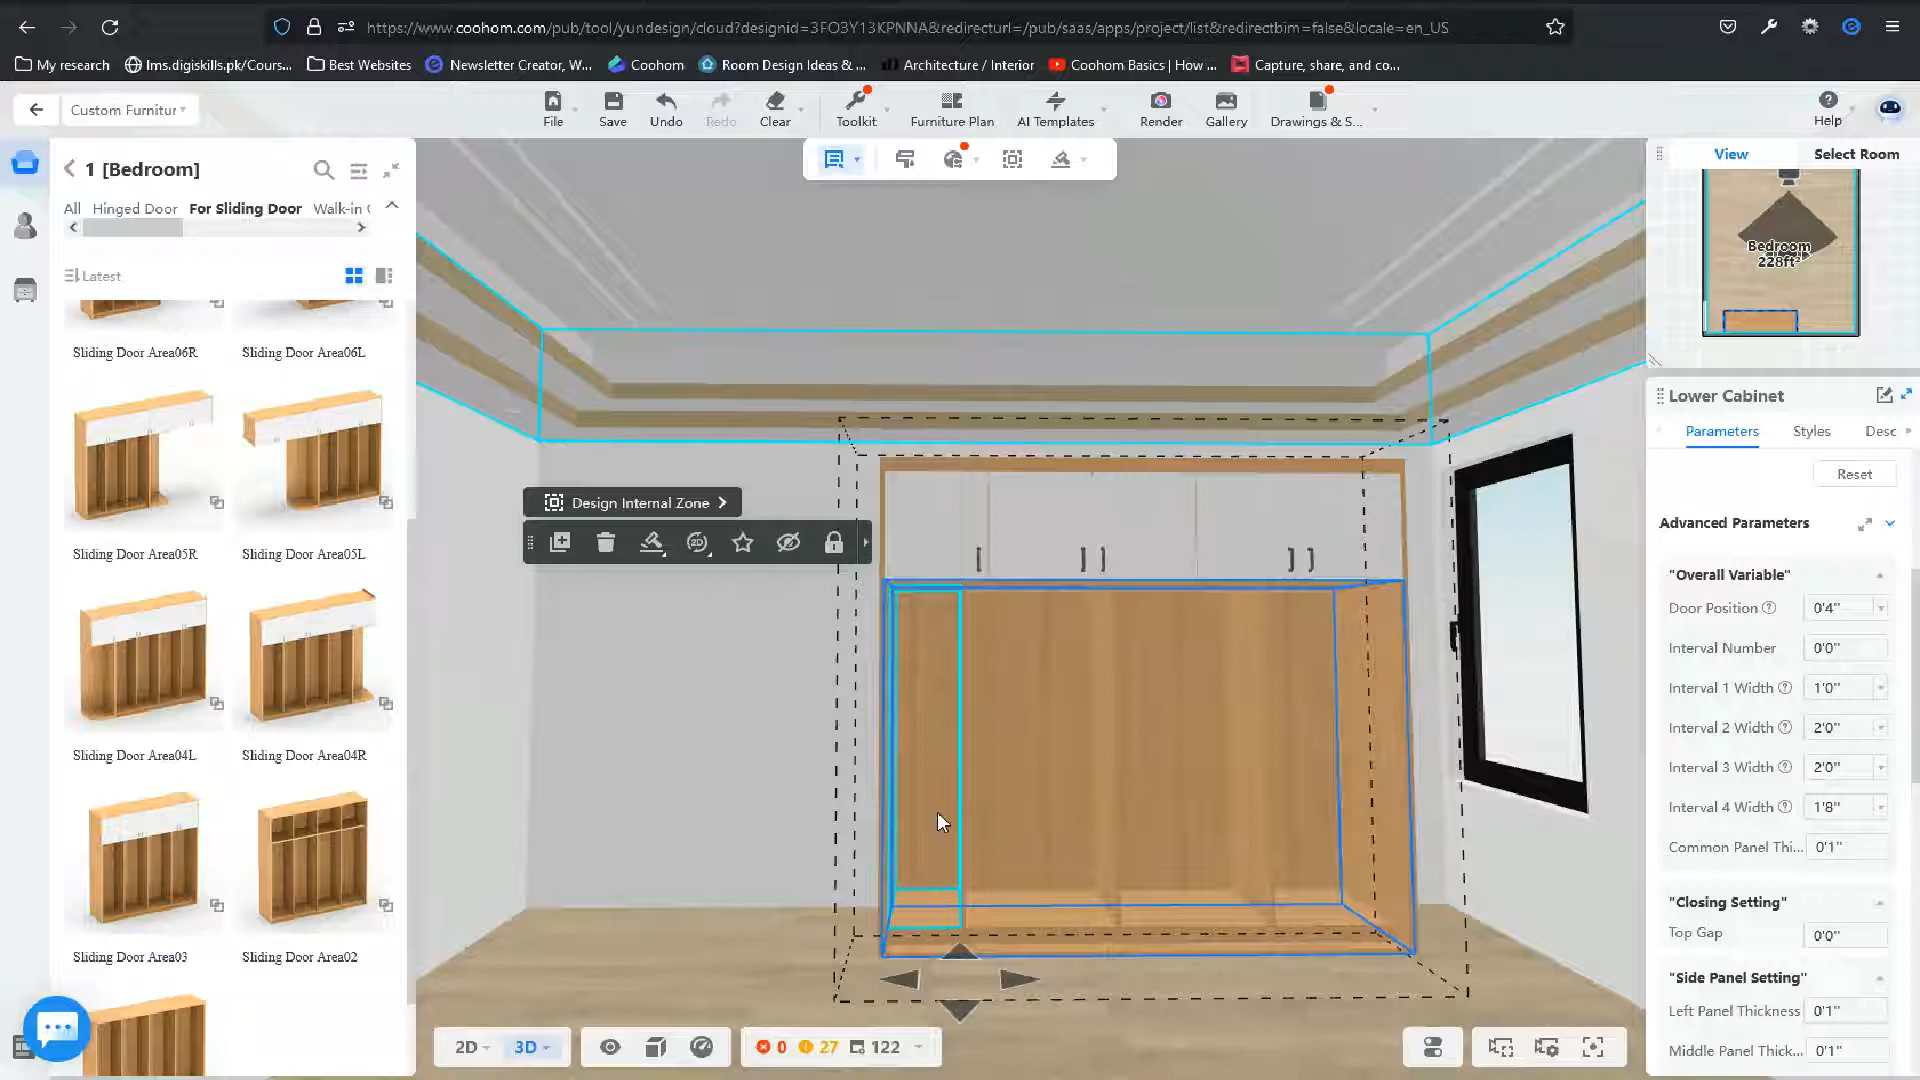 https://www.coohom.com/pub/tool/yundesign/cloud?designid=3FO3Y13KPNNA&redirecturl=/pub/saas/apps/project/list&redirectbim=false&locale=en_US
My research
lms.digiskills.pk/Cours...
Best Websites
Newsletter Creator, W...
Coohom
Room Design Ideas & ...
Architecture / Interior
Coohom Basics | How ...
Capture, share, and co...
Custom Furnitur
File
Save
Undo
Redo
Clear
Toolkit
Furniture Plan
AI Templates
Render
Gallery
Drawings & S...
Help
1 [Bedroom]
All
Hinged Door
For Sliding Door
Walk-in
Latest
Sliding Door Area06R
Sliding Door Area06L
Sliding Door Area05R
Sliding Door Area05L
Sliding Door Area04L
Sliding Door Area04R
Sliding Door Area03
Sliding Door Area02
Design Internal Zone
2D
2D
3D
0
27
122
View
Select Room
Bedroom
228ft²
Lower Cabinet
Parameters
Styles
Desc
Reset
Advanced Parameters
"Overall Variable"
Door Position
0'4"
Interval Number
0'0"
Interval 1 Width
1'0"
Interval 2 Width
2'0"
Interval 3 Width
2'0"
Interval 4 Width
1'8"
Common Panel Thi...
0'1"
"Closing Setting"
Top Gap
0'0"
"Side Panel Setting"
Left Panel Thickness
0'1"
Middle Panel Thick...
0'1"